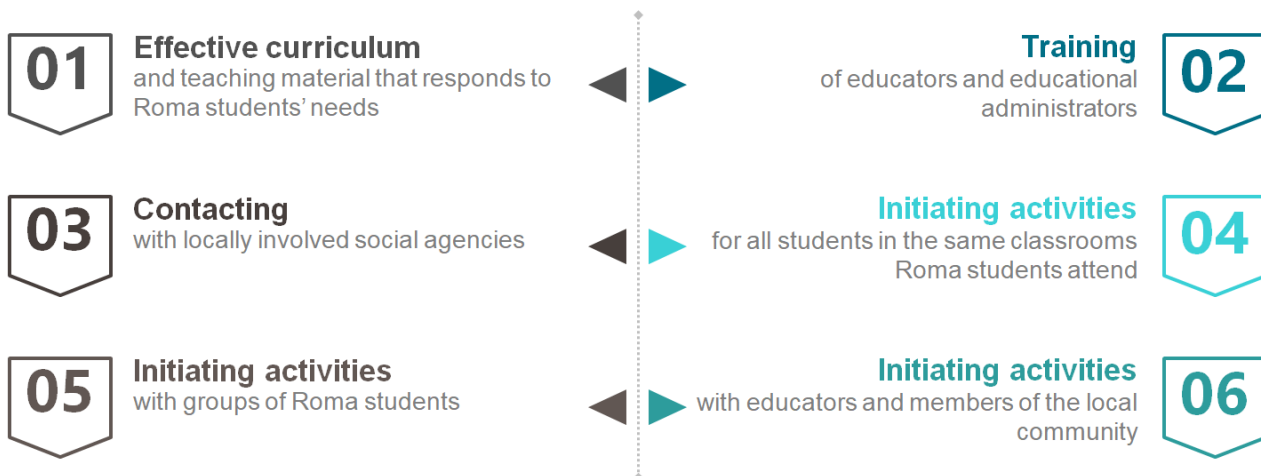 01
Effective curriculum
and teaching material that responds to
Roma students’ needs
Training
of educators and educational
administrators
02
03
Contacting
with locally involved social agencies
Initiating activities
for all students in the same classrooms
Roma students attend
04
05
Initiating activities
with groups of Roma students
Initiating activities
with educators and members of the local
community
06